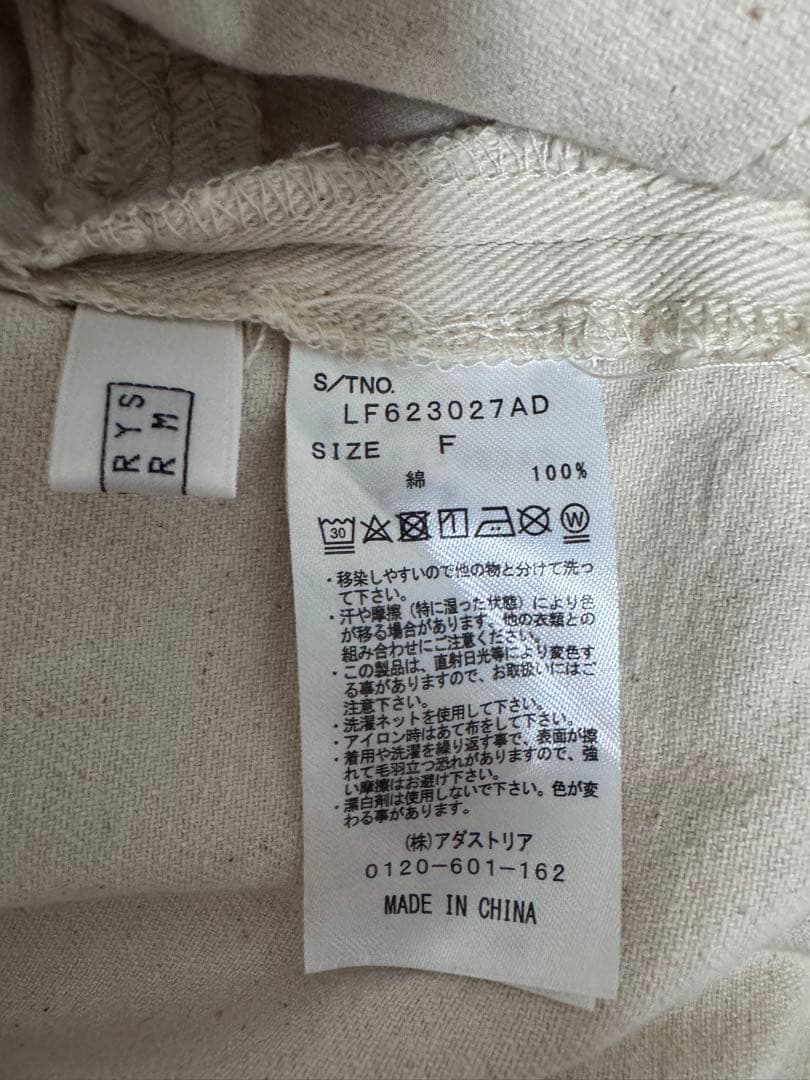 RYS
RM
S/TNO.
LF623027AD
SIZE F
綿 100%
30
1
W
・移染しやすいので他の物と分けて洗っ
て下さい。
・汗や摩擦（特に湿った状態）により色
が移る場合があります、他の衣類との
組み合わせにご注意ください。
・この製品は、直射日光等により変色す
る事がありますので、お取扱いにはご
注意下さい。
・洗濯ネットを使用して下さい。
・アイロン時はあて布をして下さい。
・着用や洗濯を繰り返す事で、表面が擦
れて毛羽立つ恐れがありますので、強
い摩擦はお避け下さい。
・漂白剤は使用しないで下さい。色が変
わる事があります。
(株)アダストリア
0120-601-162
MADE IN CHINA